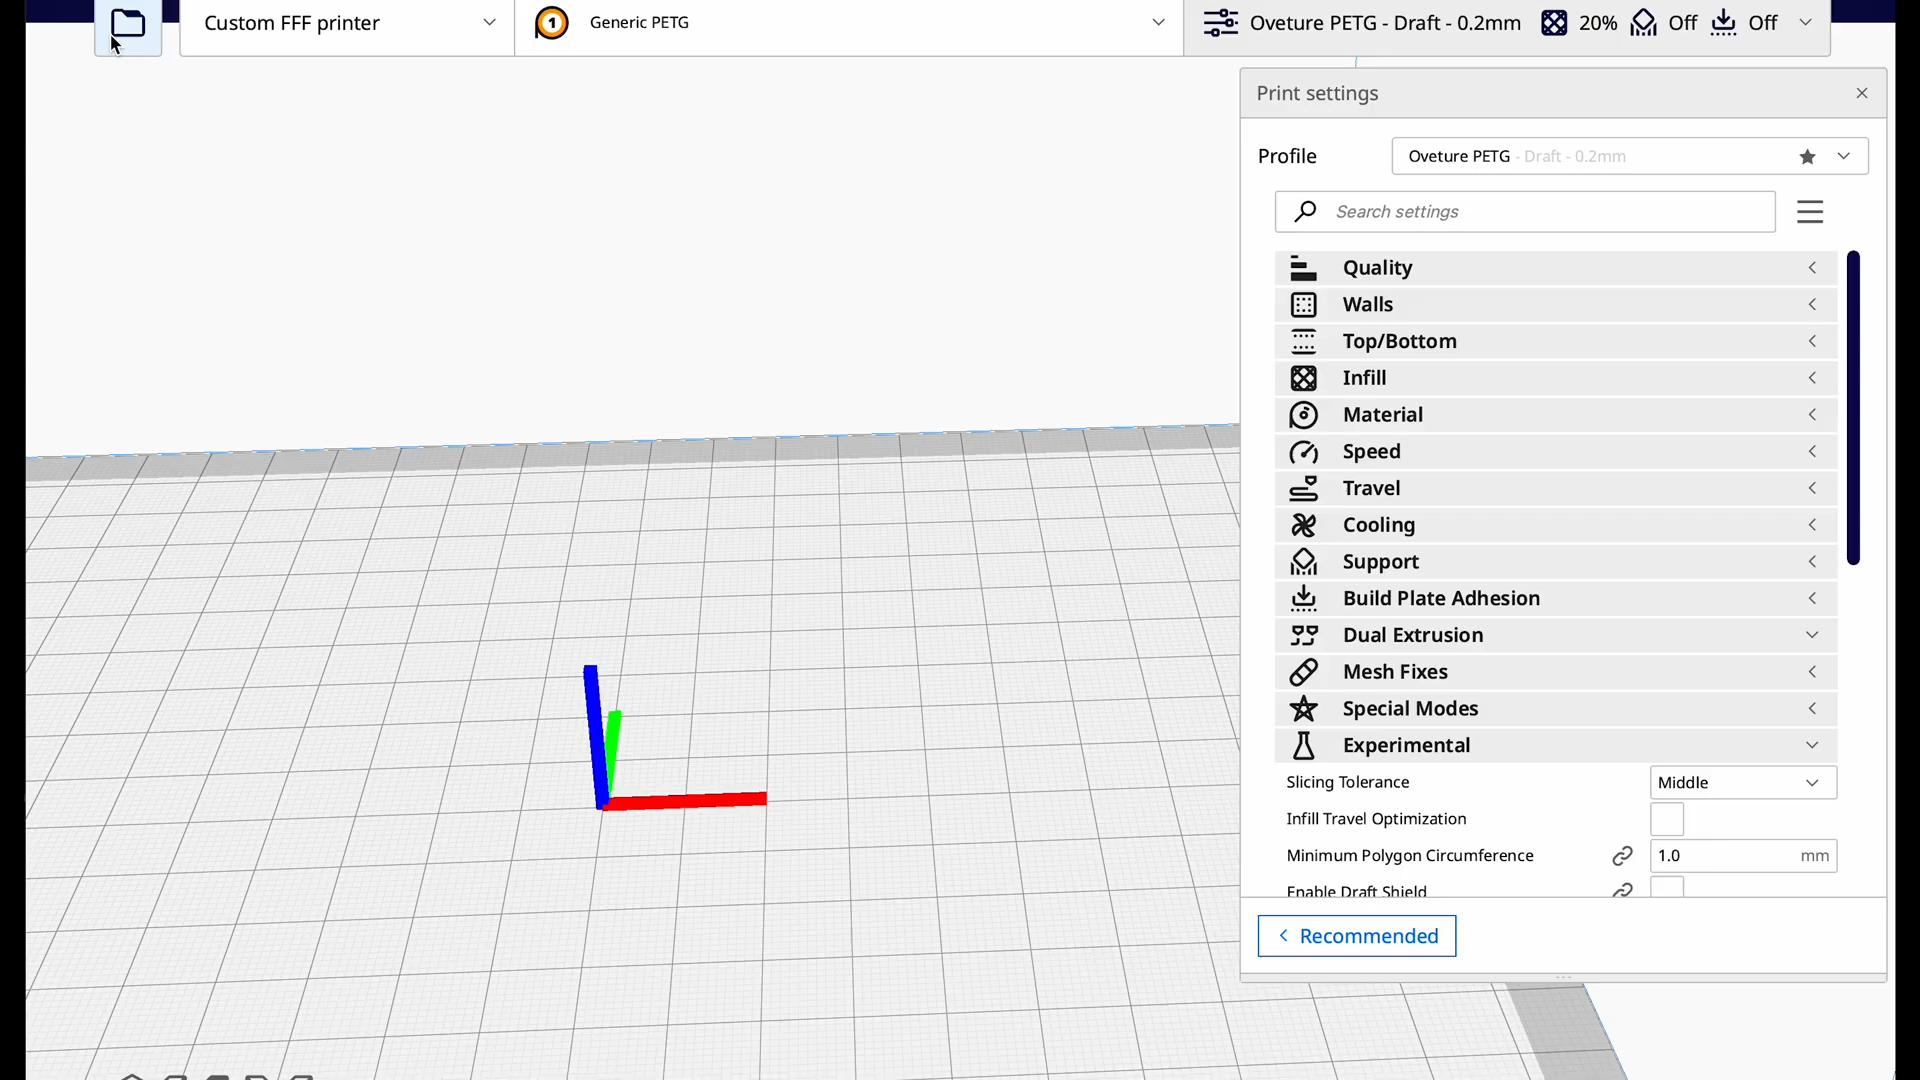 Custom FFF printer
1
Generic PETG
Oveture PETG - Draft - 0.2mm
20%
Off
Off
Print settings
Profile
Oveture PETG - Draft - 0.2mm
Search settings
Quality
Walls
Top/Bottom
Infill
Material
Speed
Travel
Cooling
Support
Build Plate Adhesion
Dual Extrusion
Mesh Fixes
Special Modes
Experimental
Slicing Tolerance
Middle
Infill Travel Optimization
Minimum Polygon Circumference
1.0 mm
Enable Draft Shield
Recommended